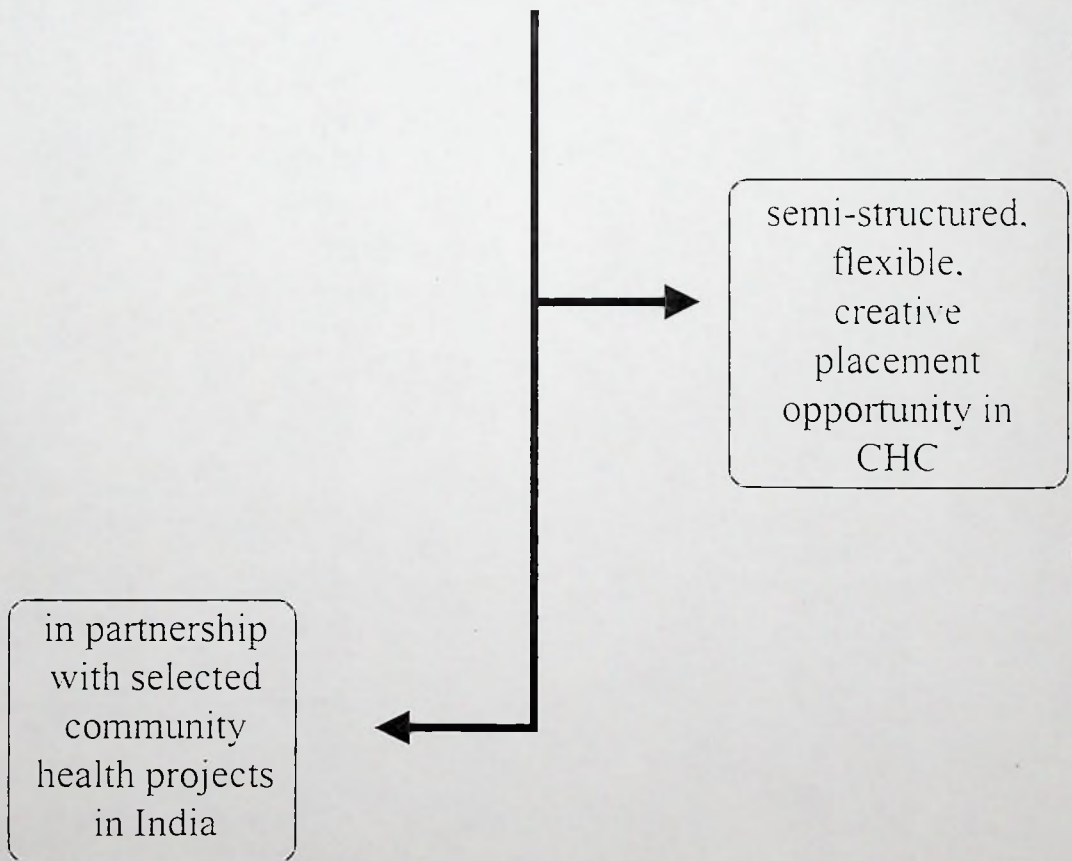 semi-structured.
flexible.
creative
placement
opportunity in
CHC
in partnership
with selected
community
health projects
in India